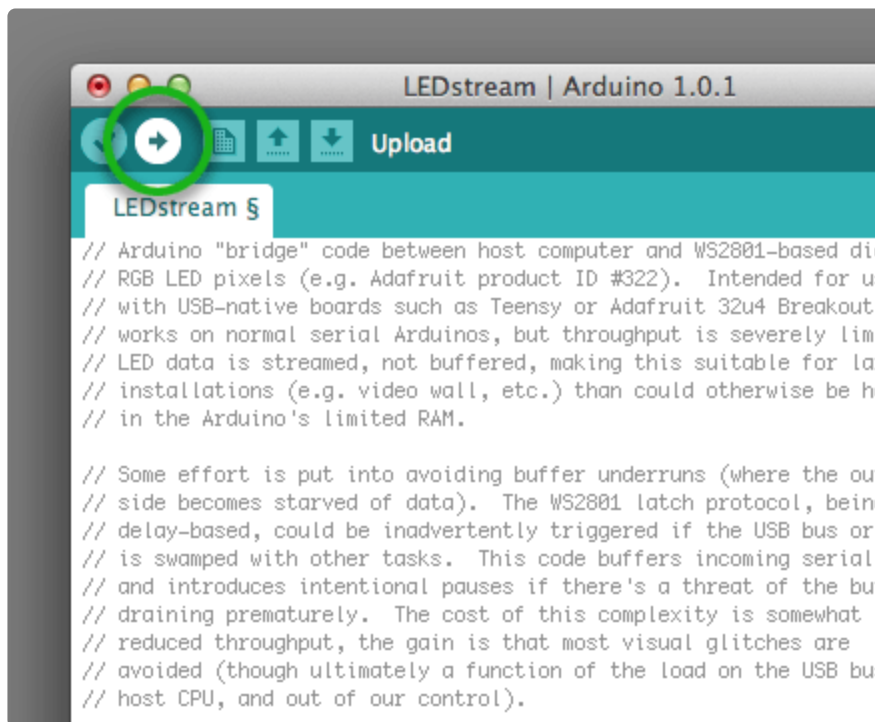 LEDstream | Arduino 1.0.1
Upload
LEDstream §
// Arduino "bridge" code between host computer and WS2801-based
// RGB LED pixels (e.g. Adafruit product ID #322).  Intended for
// with USB-native boards such as Teensy or Adafruit 32u4 Breakout
// works on normal serial Arduinos, but throughput is severely
// LED data is streamed, not buffered, making this suitable for
// installations (e.g. video wall, etc.) than could otherwise be
// in the Arduino's limited RAM.
// Some effort is put into avoiding buffer underruns (where the
// side becomes starved of data).  The WS2801 latch protocol,
// delay-based, could be inadvertently triggered if the USB bus or
// is swamped with other tasks.  This code buffers incoming serial
// and introduces intentional pauses if there's a threat of the
// draining prematurely.  The cost of this complexity is somewhat
// reduced throughput, the gain is that most visual glitches are
// avoided (though ultimately a function of the load on the USB
// host CPU, and out of our control).